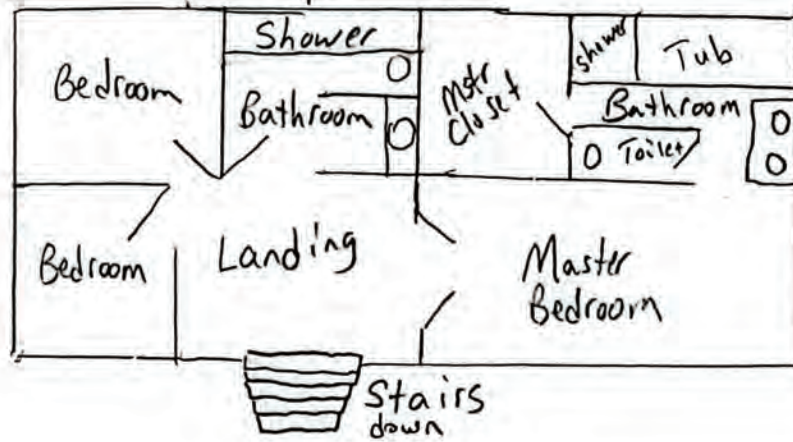 Shower
shower
Tub
Bedroom
Bathroom
Mstr
Closet
Bathroom
Toilet
Bedroom
Landing
Master
Bedroom
Stairs
down